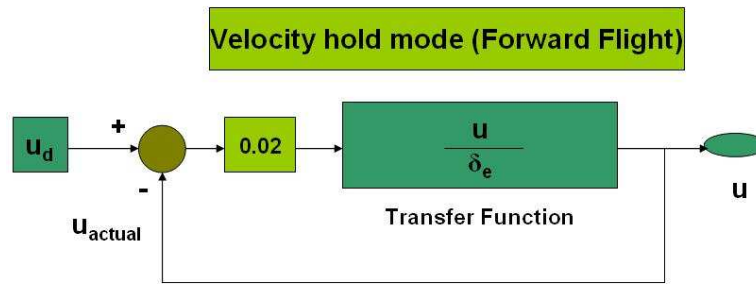 Velocity hold mode (Forward Flight)
u_d
+
0.02
u
δ_e
-
u_actual
u
Transfer Function